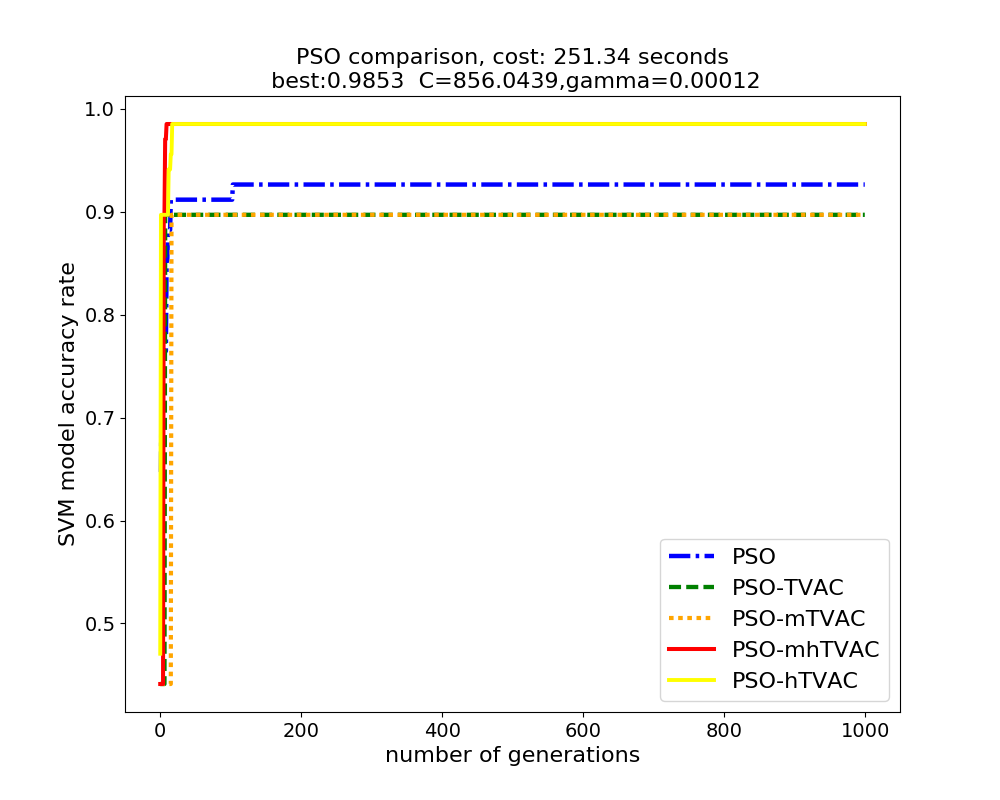 PSO comparison, cost: 251.34 seconds
best:0.9853  C=856.0439,gamma=0.00012
1.0
0.9
0.8
0.7
0.6
0.5
SVM model accuracy rate
PSO
PSO-TVAC
PSO-mTVAC
PSO-mhTVAC
PSO-hTVAC
0 200 400 600 800 1000
number of generations